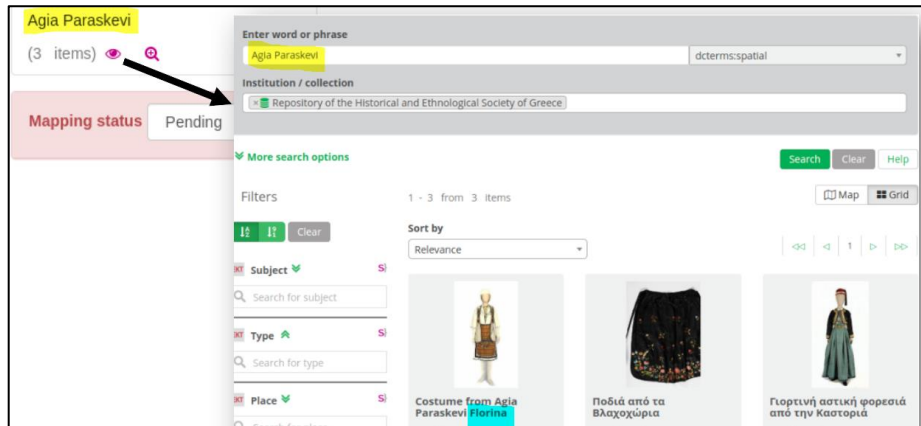 Agia Paraskevi
(3 items)
Mapping status Pending
Enter word or phrase
Agia Paraskevi dcterms:spatial
Institution / collection
× Repository of the Historical and Ethnological Society of Greece
More search options
Search Clear Help
Filters
1 - 3 from 3 items
Map Grid
Clear
Sort by
Relevance
1
Subject
Search for subject
Type
Search for type
Place
Costume from Agia
Paraskevi Florina
Ποδιά από τα
Βλαχοχώρια
Γιορτινή αστική φορεσιά
από την Καστοριά